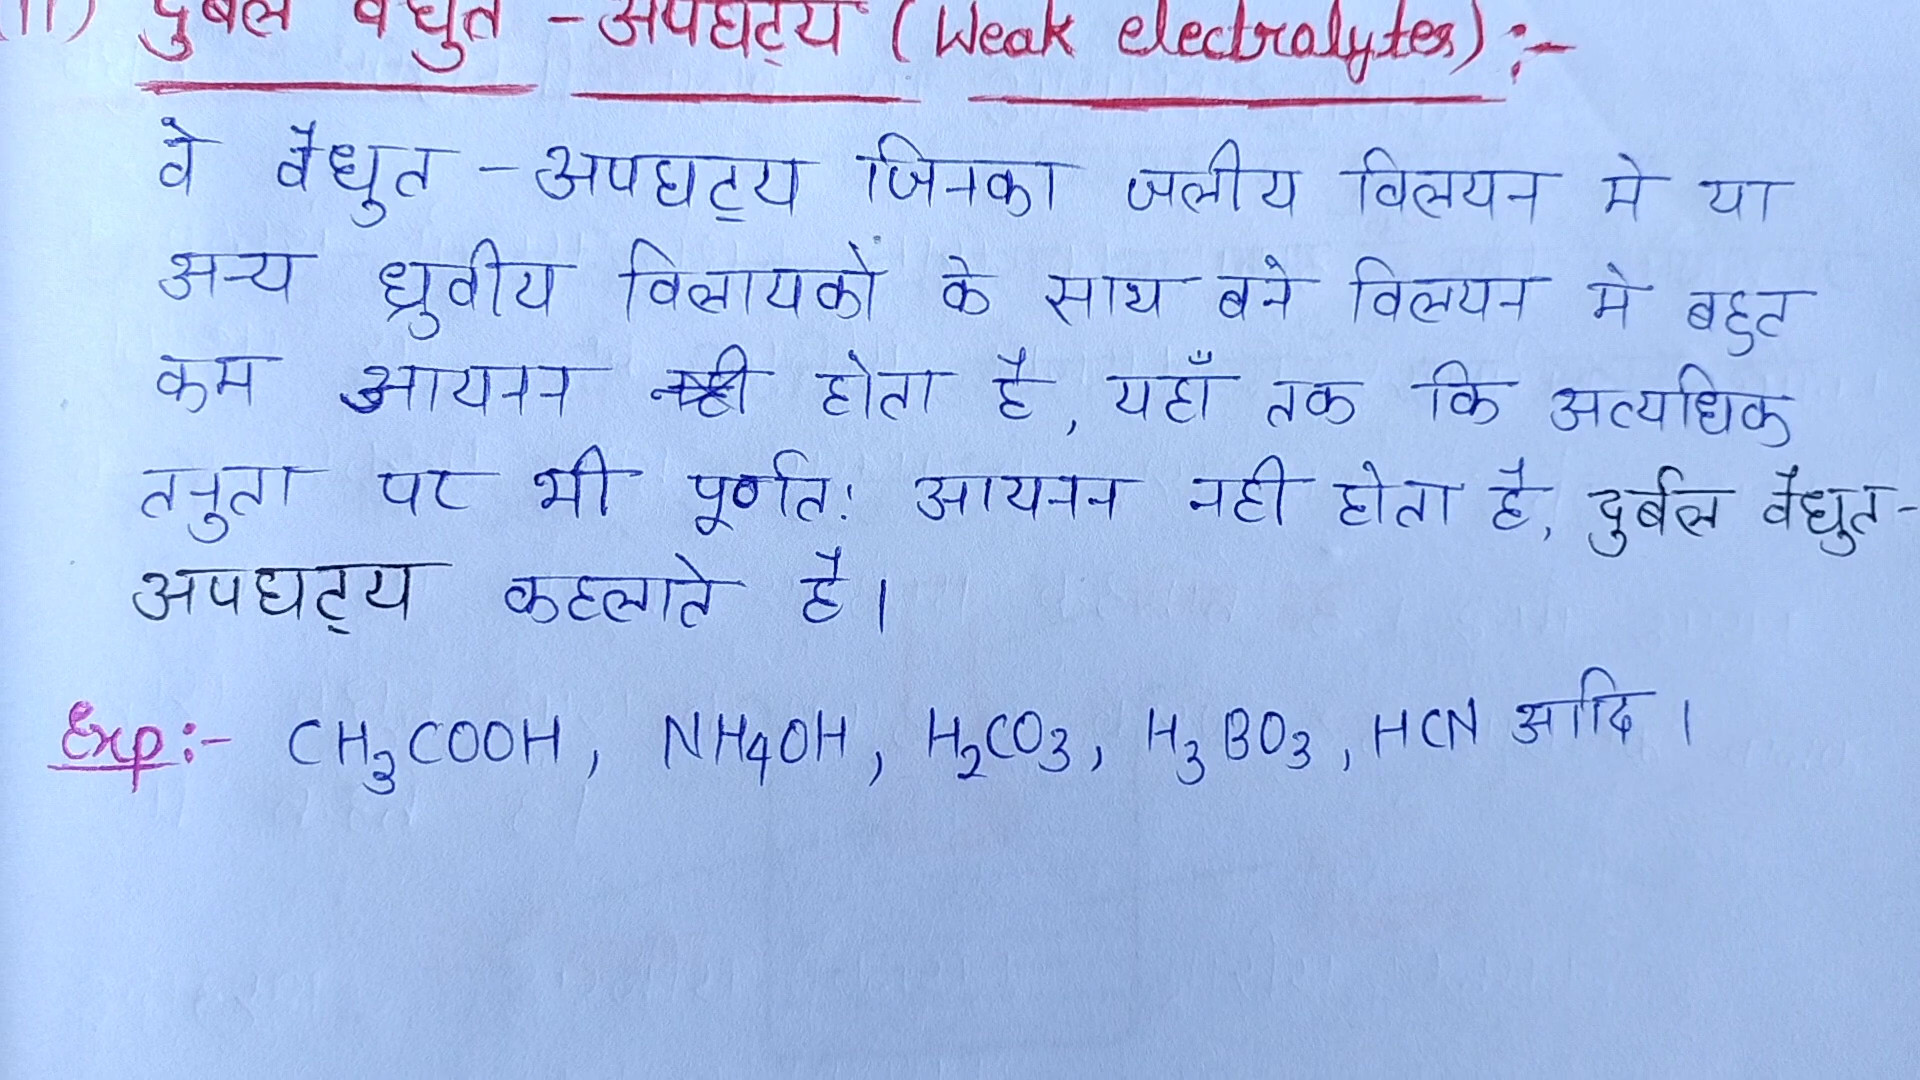 (ii) दुर्बल वैधुत - अपघट्य (Weak electrolytes) :-
वे वैधुत - अपघट्य जिनका जलीय विलयन मे या
अन्य ध्रुवीय विलायकों के साथ बने विलयन मे बहुत
कम आयनन होता है, यहाँ तक कि अत्यधिक
तनुता पर भी पूर्णत: आयनन नही होता है, दुर्बल वैधुत-
अपघट्य कहलाते है।
Exp:- CH₃COOH, NH₄OH, H₂CO₃, H₃BO₃, HCN आदि ।